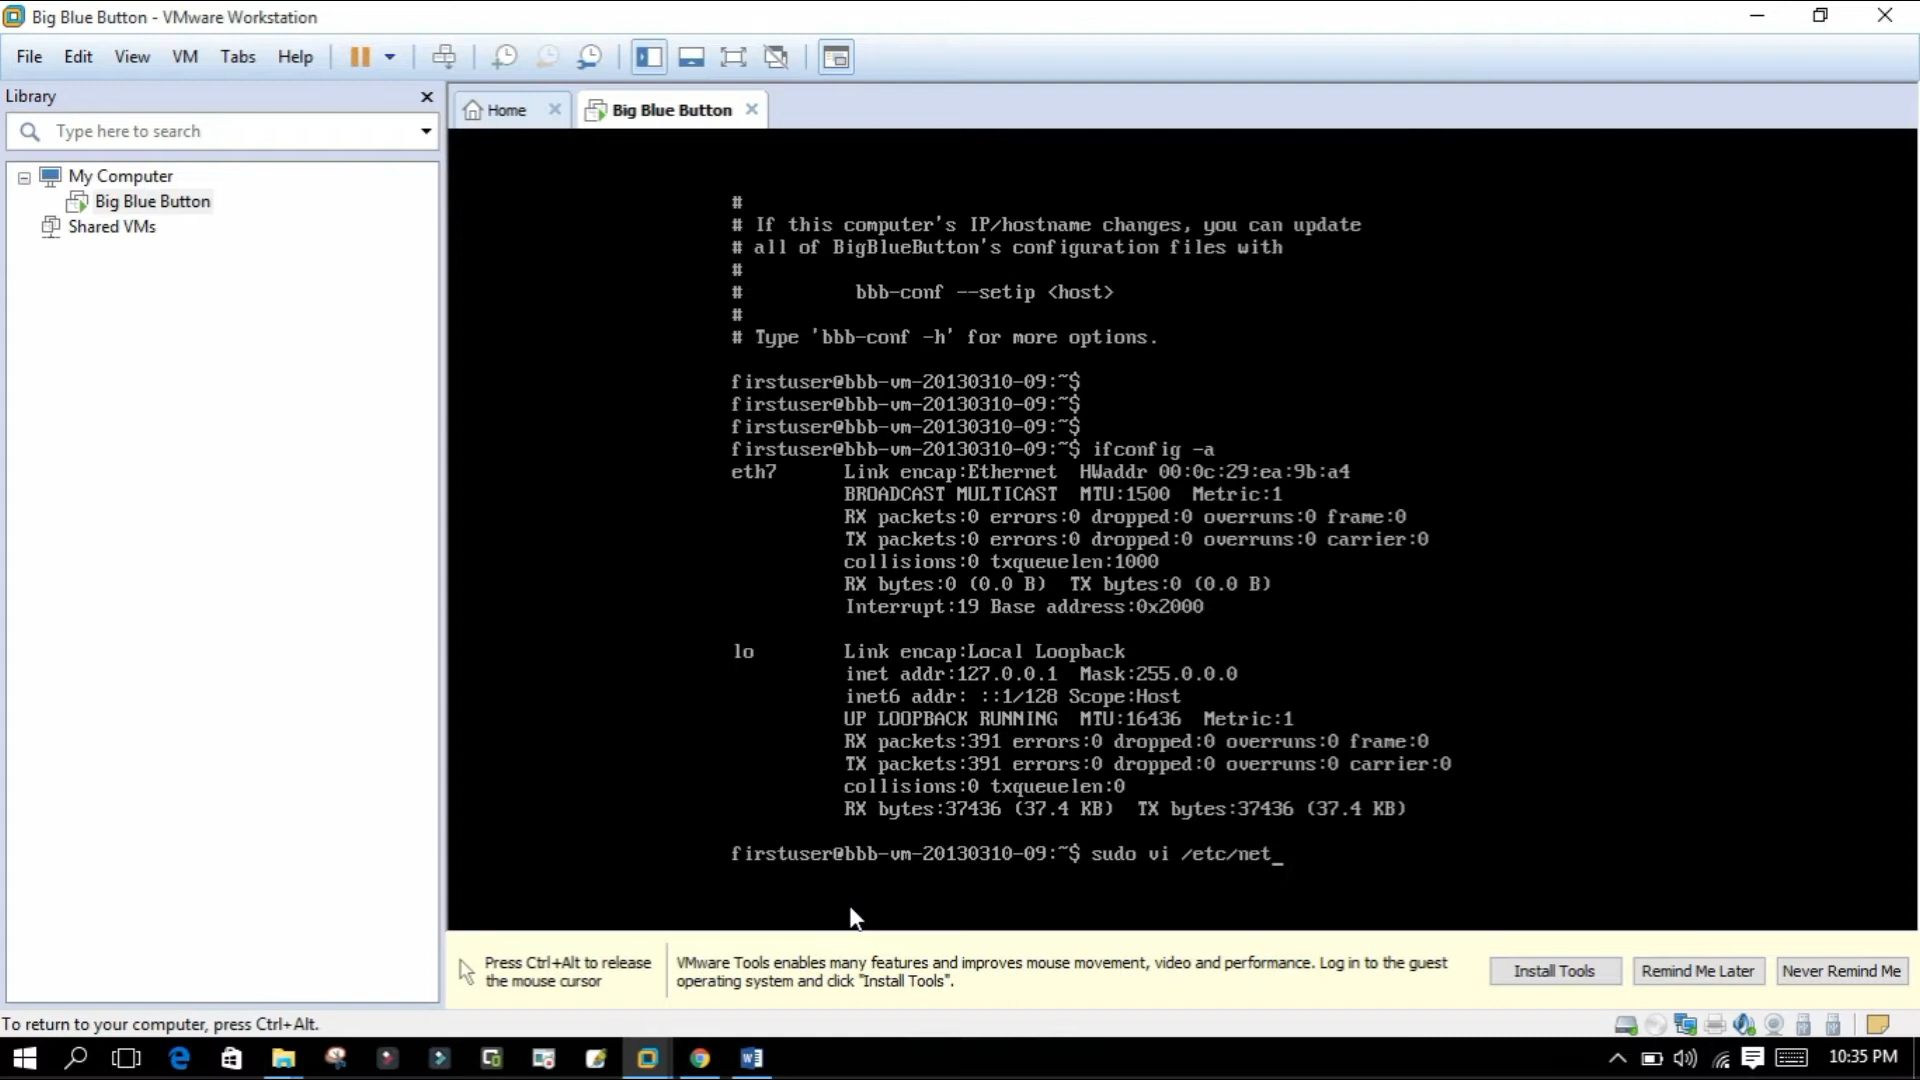 Big Blue Button - VMware Workstation
File Edit View VM Tabs Help
Library
Type here to search
My Computer
Big Blue Button
Shared VMs
Home
Big Blue Button
#
# If this computer's IP/hostname changes, you can update
# all of BigBlueButton's configuration files with
#
# bbb-conf --setip <host>
#
# Type 'bbb-conf -h' for more options.
firstuser@bbb-vm-20130310-09:~$
firstuser@bbb-vm-20130310-09:~$
firstuser@bbb-vm-20130310-09:~$
firstuser@bbb-vm-20130310-09:~$ ifconfig -a
eth7 Link encap:Ethernet HWaddr 00:0c:29:ea:9b:a4
BROADCAST MULTICAST MTU:1500 Metric:1
RX packets:0 errors:0 dropped:0 overruns:0 frame:0
TX packets:0 errors:0 dropped:0 overruns:0 carrier:0
collisions:0 txqueuelen:1000
RX bytes:0 (0.0 B) TX bytes:0 (0.0 B)
Interrupt:19 Base address:0x2000
lo Link encap:Local Loopback
inet addr:127.0.0.1 Mask:255.0.0.0
inet6 addr: ::1/128 Scope:Host
UP LOOPBACK RUNNING MTU:16436 Metric:1
RX packets:391 errors:0 dropped:0 overruns:0 frame:0
TX packets:391 errors:0 dropped:0 overruns:0 carrier:0
collisions:0 txqueuelen:0
RX bytes:37436 (37.4 KB) TX bytes:37436 (37.4 KB)
firstuser@bbb-vm-20130310-09:~$ sudo vi /etc/net_
Press Ctrl+Alt to release
the mouse cursor
VMware Tools enables many features and improves mouse movement, video and performance. Log in to the guest
operating system and click "Install Tools".
Install Tools
Remind Me Later
Never Remind Me
To return to your computer, press Ctrl+Alt.
10:35 PM